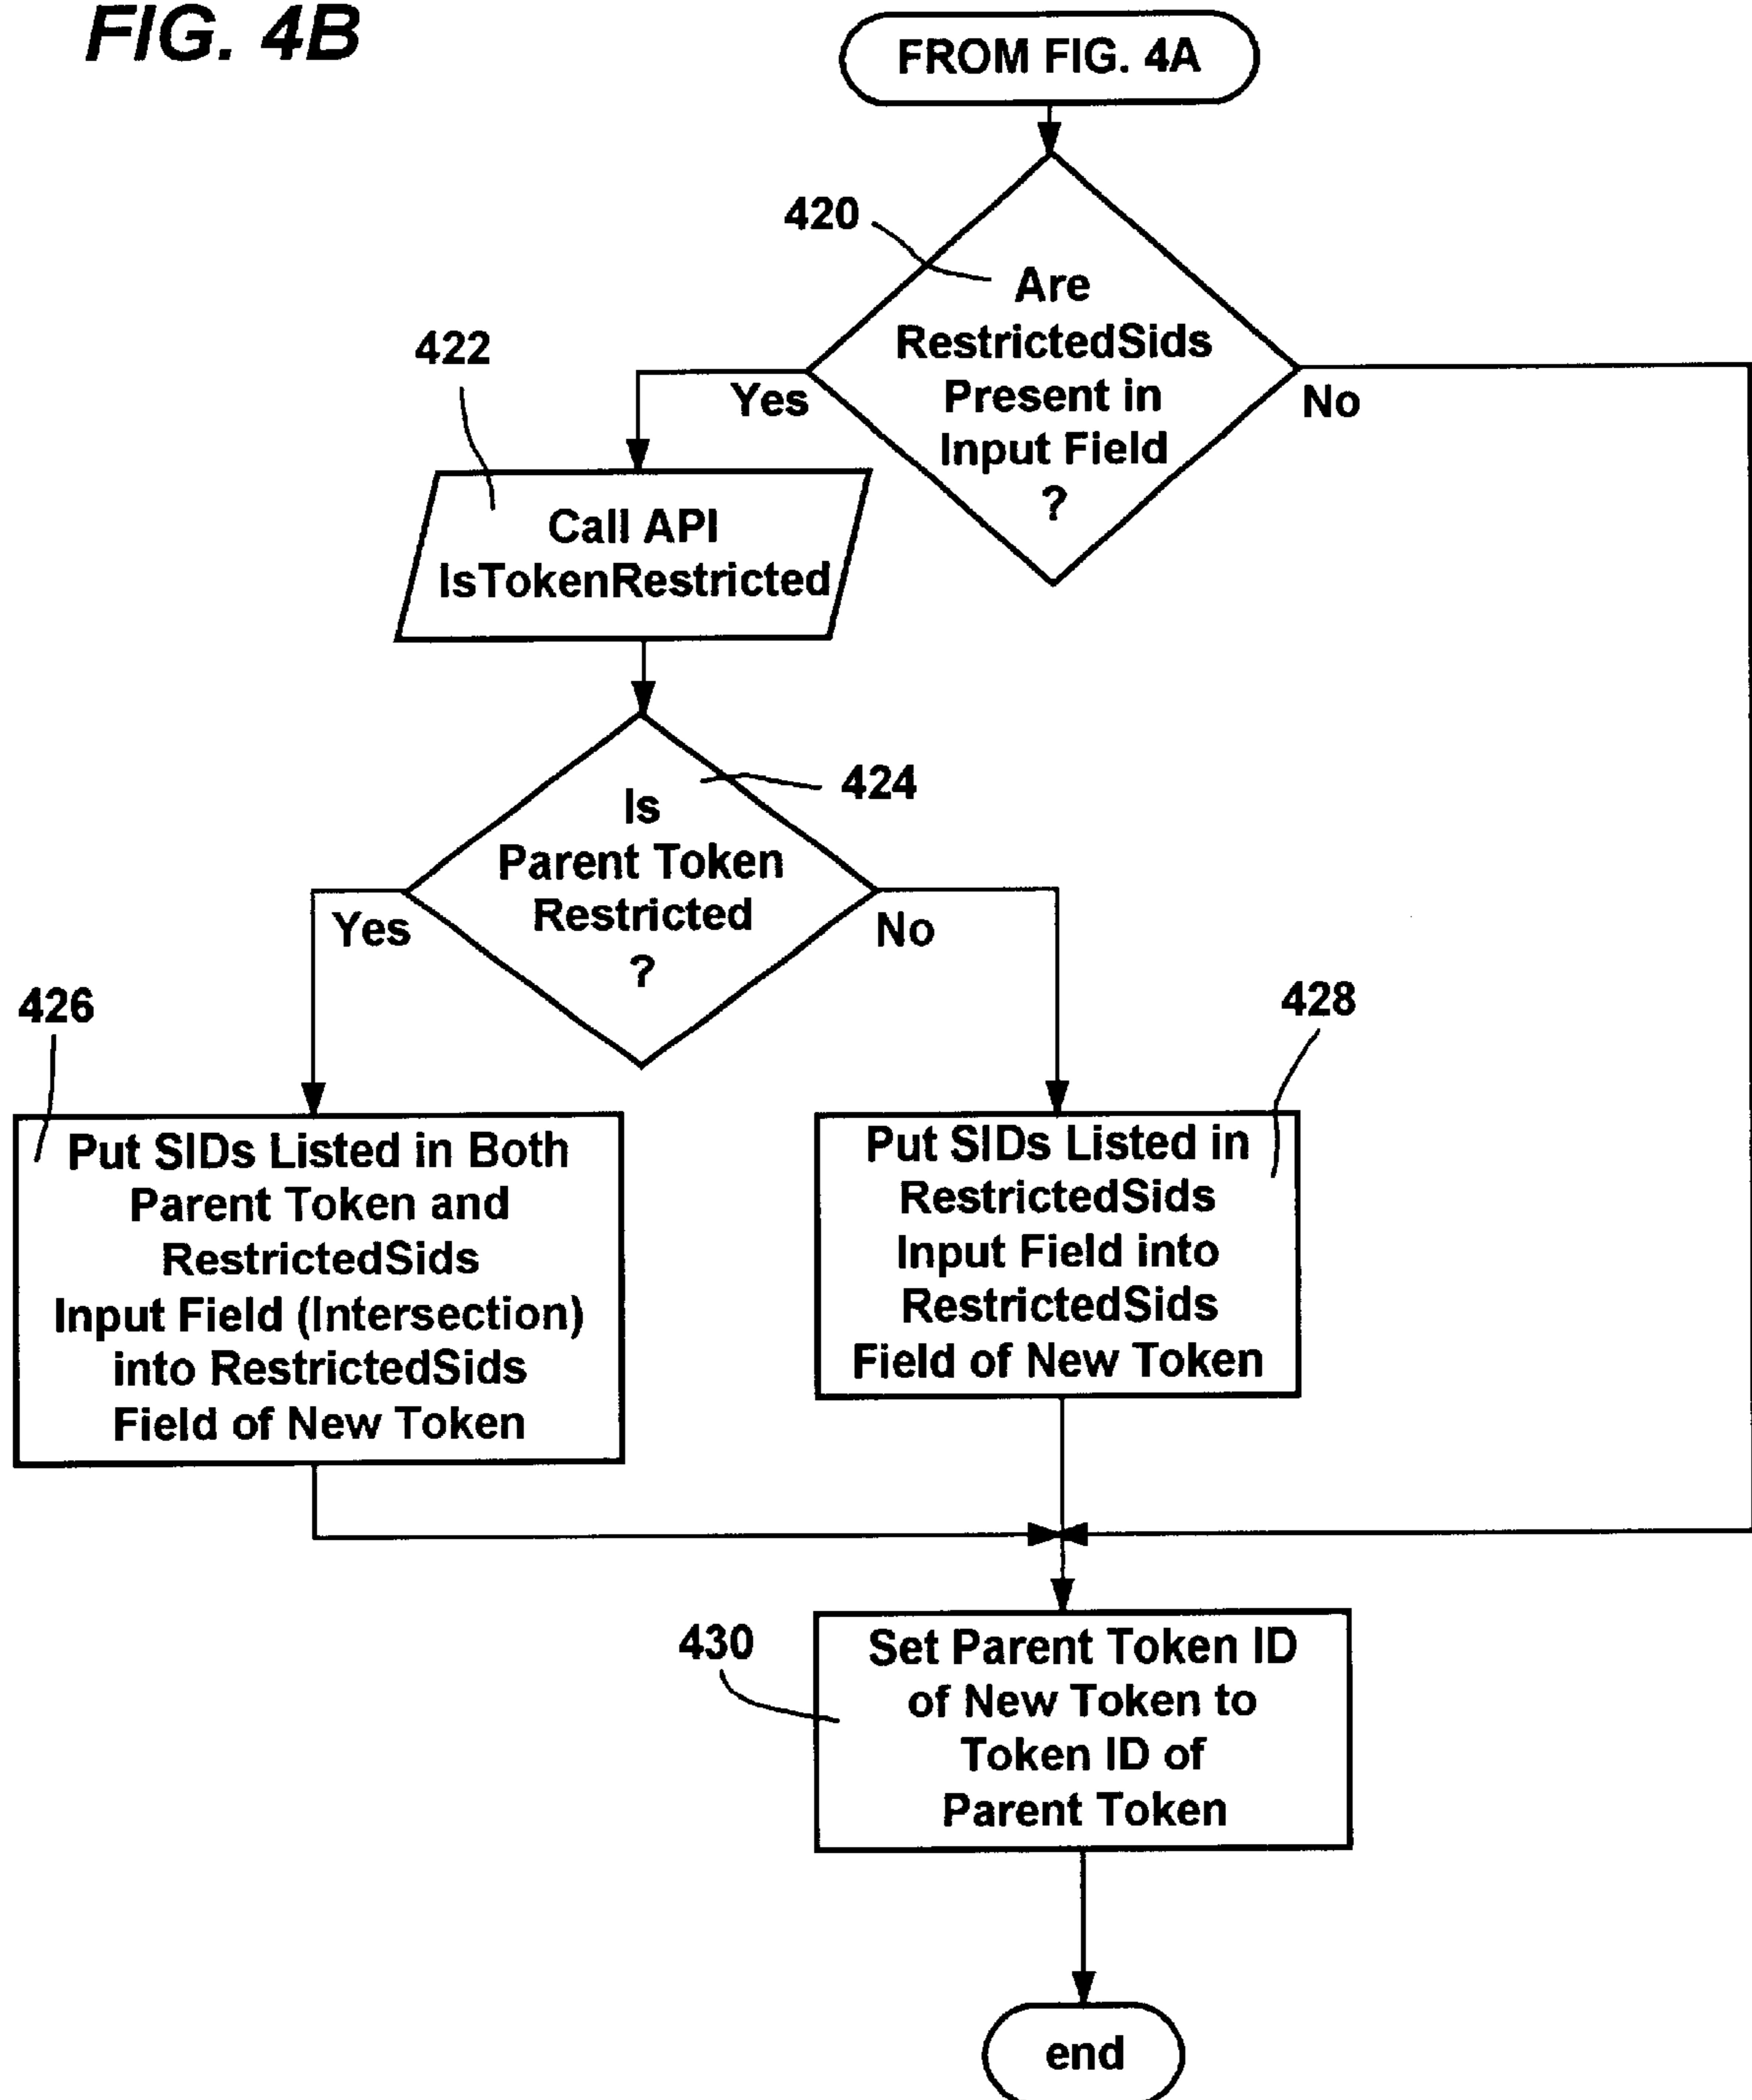 FIG. 4B
FROM FIG. 4A
420
Are
RestrictedSids
Present in
Input Field
?
Yes
No
422
Call API
IsTokenRestricted
424
Is
Parent Token
Restricted
?
Yes
No
426
Put SIDs Listed in Both
Parent Token and
RestrictedSids
Input Field (Intersection)
into RestrictedSids
Field of New Token
428
Put SIDs Listed in
RestrictedSids
Input Field into
RestrictedSids
Field of New Token
430
Set Parent Token ID
of New Token to
Token ID of
Parent Token
end